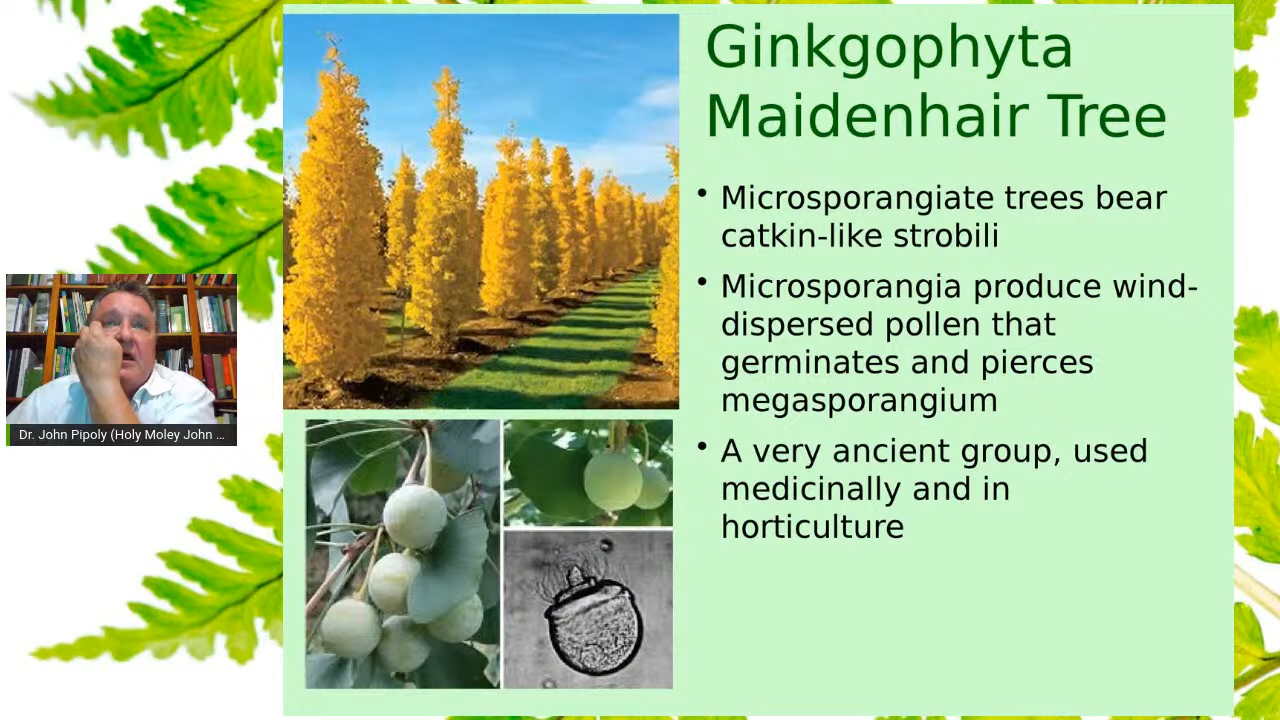 Ginkgophyta
Maidenhair Tree
• Microsporangiate trees bear
catkin-like strobili
• Microsporangia produce wind-
dispersed pollen that
germinates and pierces
megasporangium
• A very ancient group, used
medicinally and in
horticulture
Dr. John Pipoly (Holy Moley John ...